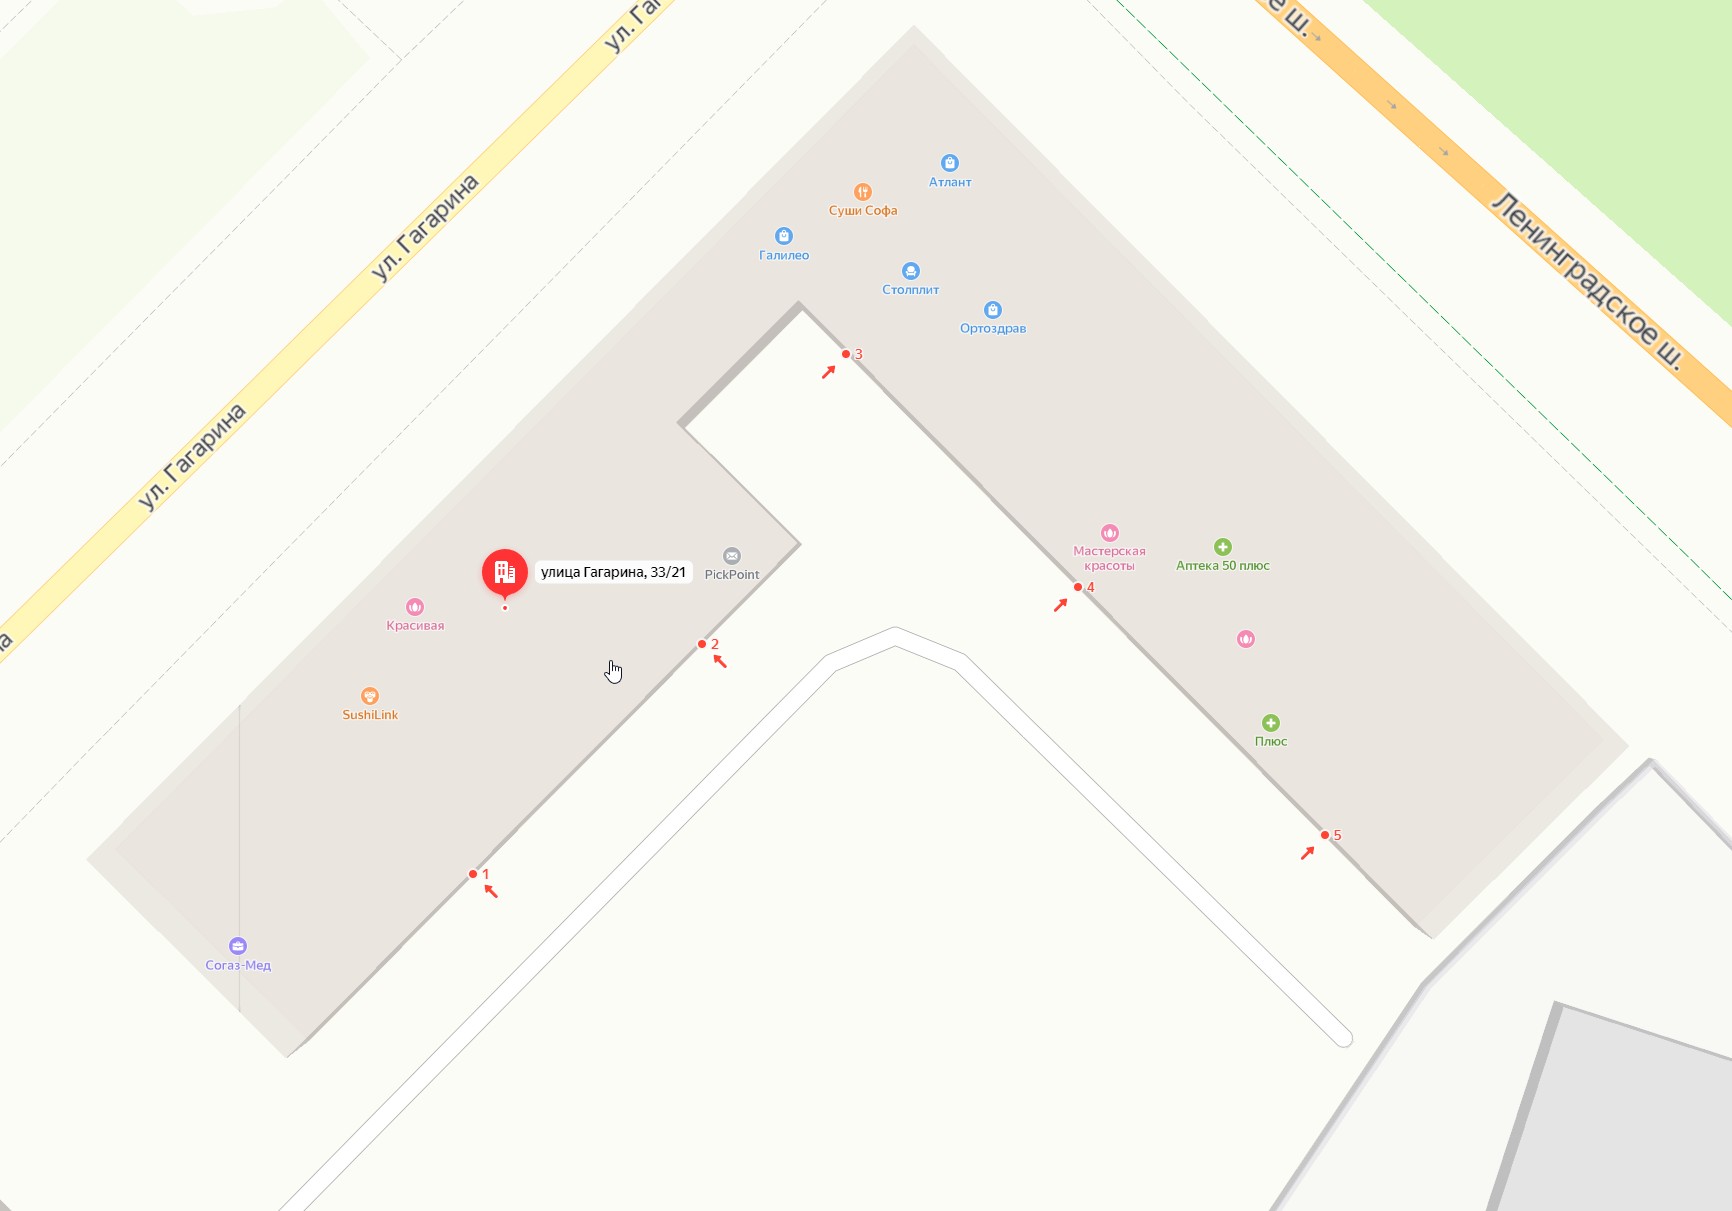 ул. Га
е ш.
ул. Гагарина
Ленинградское ш.
ул. Гагарина
Атлант
Суши Софа
Галилео
Столплит
Ортоздрав
3
Мастерская
красоты
Аптека 50 плюс
4
улица Гагарина, 33/21
PickPoint
Красивая
2
SushiLink
Плюс
5
1
Согаз-Мед